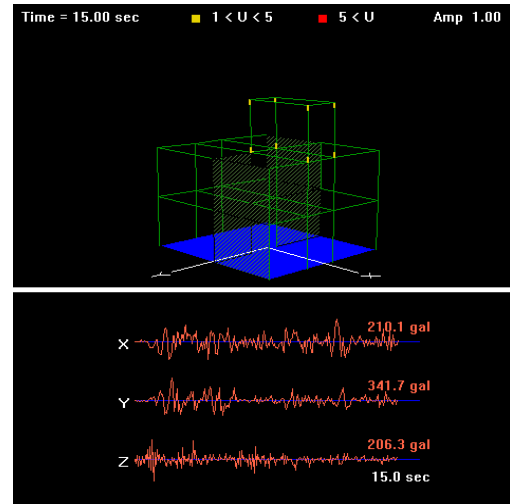 Time = 15.00 sec 1 < U < 5 5 < U Amp 1.00
210.1 gal
X
341.7 gal
Y
206.3 gal
Z
15.0 sec